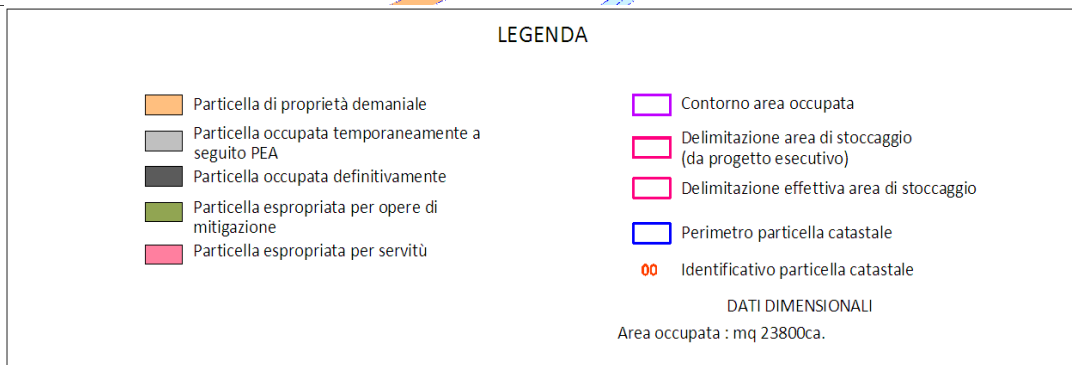 LEGENDA
Particella di proprietà demaniale
Particella occupata temporaneamente a
seguito PEA
Particella occupata definitivamente
Particella espropriata per opere di
mitigazione
Particella espropriata per servitù
Contorno area occupata
Delimitazione area di stoccaggio
(da progetto esecutivo)
Delimitazione effettiva area di stoccaggio
Perimetro particella catastale
00 Identificativo particella catastale
DATI DIMENSIONALI
Area occupata : mq 23800ca.